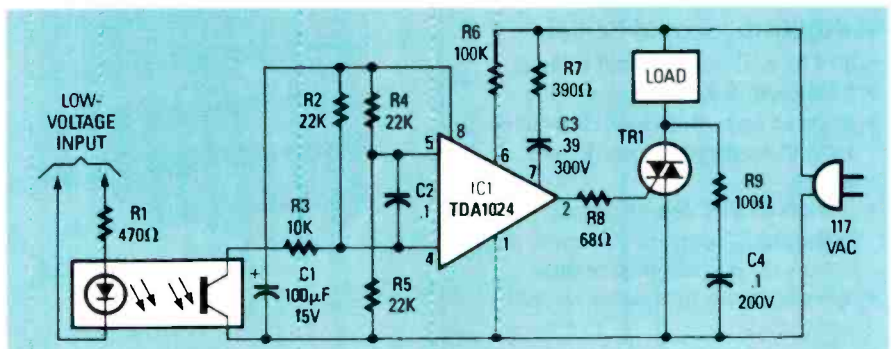 LOW-
VOLTAGE
INPUT
R1
470Ω
R3
10K
R2
22K
R4
22K
C1
100µF
15V
+
C2
.1
R5
22K
5
8
4
IC1
TDA1024
6
7
2
1
R6
100K
R7
390Ω
C3
.39
300V
R8
68Ω
LOAD
TR1
R9
100Ω
C4
.1
200V
117
VAC